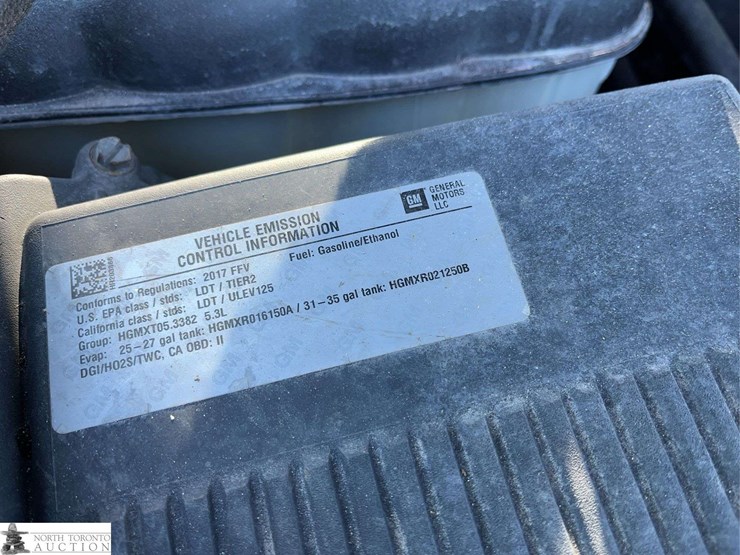 VEHICLE EMISSION
CONTROL INFORMATION
GM GENERAL
MOTORS
LLC
Fuel: Gasoline/Ethanol
Conforms to Regulations: 2017 FFV
U.S. EPA class / stds: LDT / TIER2
California class / stds: LDT / ULEV125
Group: HGMXT05.3382 5.3L
Evap: 25-27 gal tank: HGMXR016150A / 31-35 gal tank: HGMXR021250B
DGI/HO2S/TWC, CA OBD: II
NORTH TORONTO
AUCTION